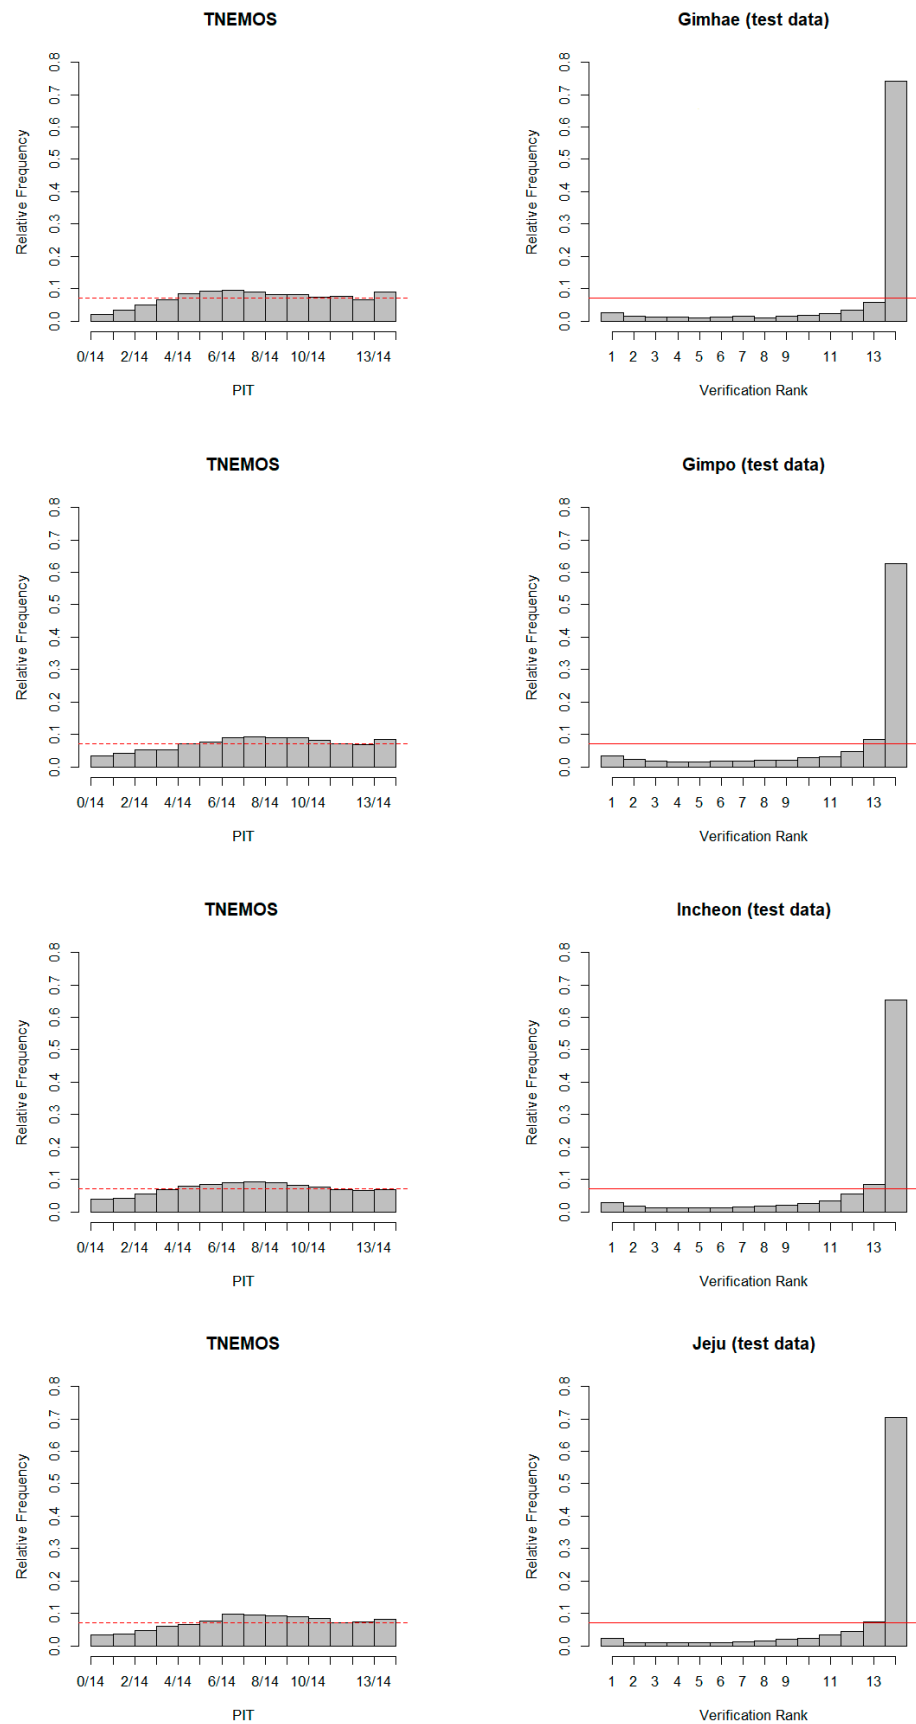 TNEMOS
Gimhae (test data)
Relative Frequency
0.0 0.1 0.2 0.3 0.4 0.5 0.6 0.7 0.8
0/14 2/14 4/14 6/14 8/14 10/14 13/14
PIT
Relative Frequency
0.0 0.1 0.2 0.3 0.4 0.5 0.6 0.7 0.8
1 2 3 4 5 6 7 8 9 11 13
Verification Rank
TNEMOS
Gimpo (test data)
Relative Frequency
0.0 0.1 0.2 0.3 0.4 0.5 0.6 0.7 0.8
0/14 2/14 4/14 6/14 8/14 10/14 13/14
PIT
Relative Frequency
0.0 0.1 0.2 0.3 0.4 0.5 0.6 0.7 0.8
1 2 3 4 5 6 7 8 9 11 13
Verification Rank
TNEMOS
Incheon (test data)
Relative Frequency
0.0 0.1 0.2 0.3 0.4 0.5 0.6 0.7 0.8
0/14 2/14 4/14 6/14 8/14 10/14 13/14
PIT
Relative Frequency
0.0 0.1 0.2 0.3 0.4 0.5 0.6 0.7 0.8
1 2 3 4 5 6 7 8 9 11 13
Verification Rank
TNEMOS
Jeju (test data)
Relative Frequency
0.0 0.1 0.2 0.3 0.4 0.5 0.6 0.7 0.8
0/14 2/14 4/14 6/14 8/14 10/14 13/14
PIT
Relative Frequency
0.0 0.1 0.2 0.3 0.4 0.5 0.6 0.7 0.8
1 2 3 4 5 6 7 8 9 11 13
Verification Rank